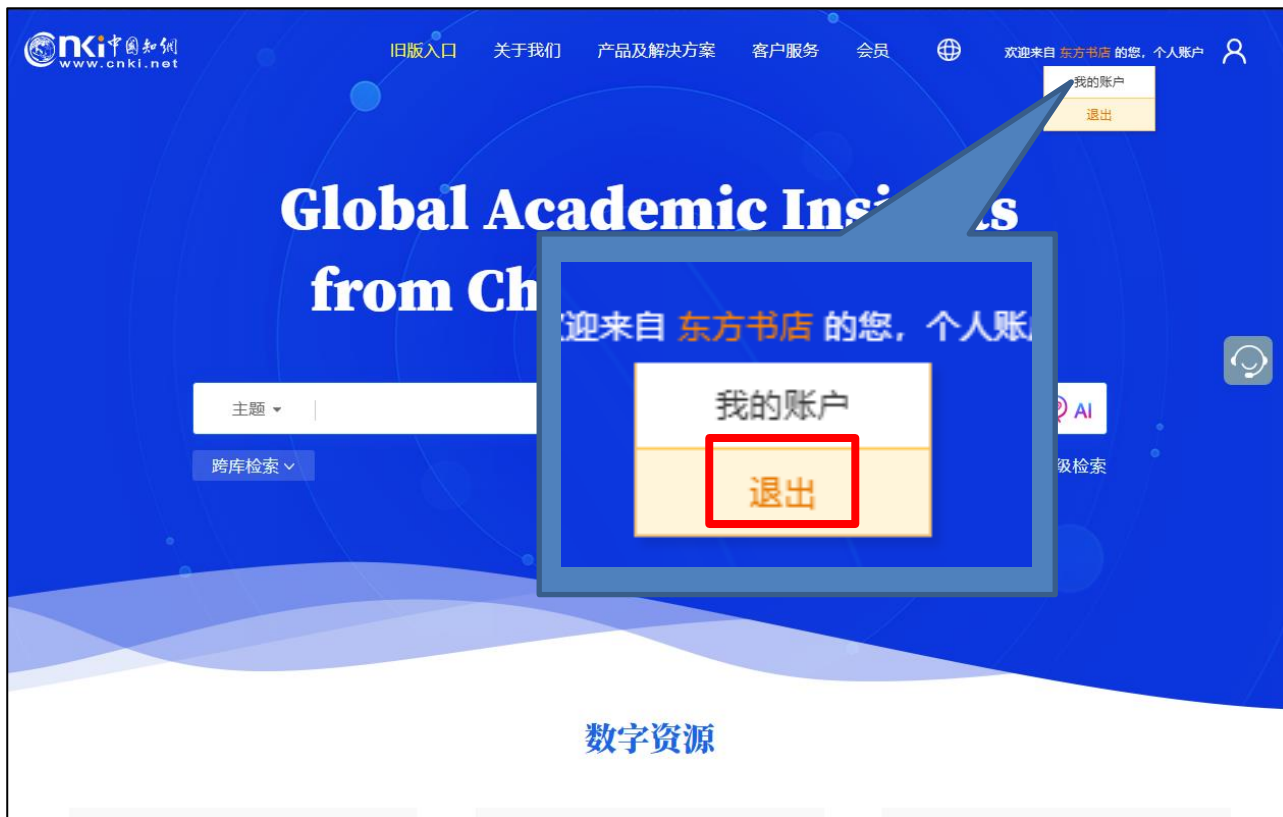 cnki中国知网
www.cnki.net
旧版入口 关于我们 产品及解决方案 客户服务 会员 欢迎来自 东方书店 的您，个人账户
我的账户
退出
Global Academic
from
迎来自 东方书店 的您，个人账
我的账户
退出
主题 AI
跨库检索 级检索
数字资源